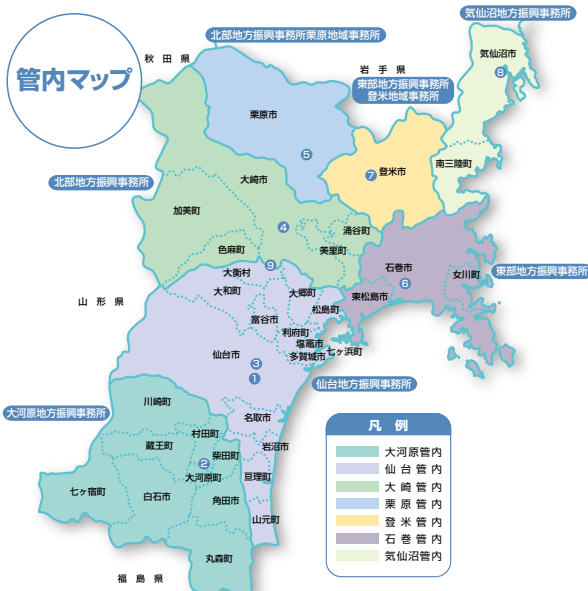 管内マップ
北部地方振興事務所栗原地域事務所
気仙沼地方振興事務所
秋田県
岩手県
東部地方振興事務所
登米地域事務所
気仙沼市
⑧
栗原市
⑤
南三陸町
⑦
登米市
北部地方振興事務所
大崎市
加美町
④
涌谷町
色麻町
美里町
⑨
大衡村
石巻市
女川町
東部地方振興事務所
⑥
山形県
大和町
大郷町
東松島市
松島町
富谷市
利府町
塩竈市
七ヶ浜町
多賀城市
仙台市
③
①
仙台地方振興事務所
川崎町
大河原地方振興事務所
名取市
村田町
岩沼市
蔵王町
柴田町
②
大河原町
亘理町
七ヶ宿町
白石市
角田市
山元町
丸森町
福島県
凡例
大河原管内
仙台管内
大崎管内
栗原管内
登米管内
石巻管内
気仙沼管内